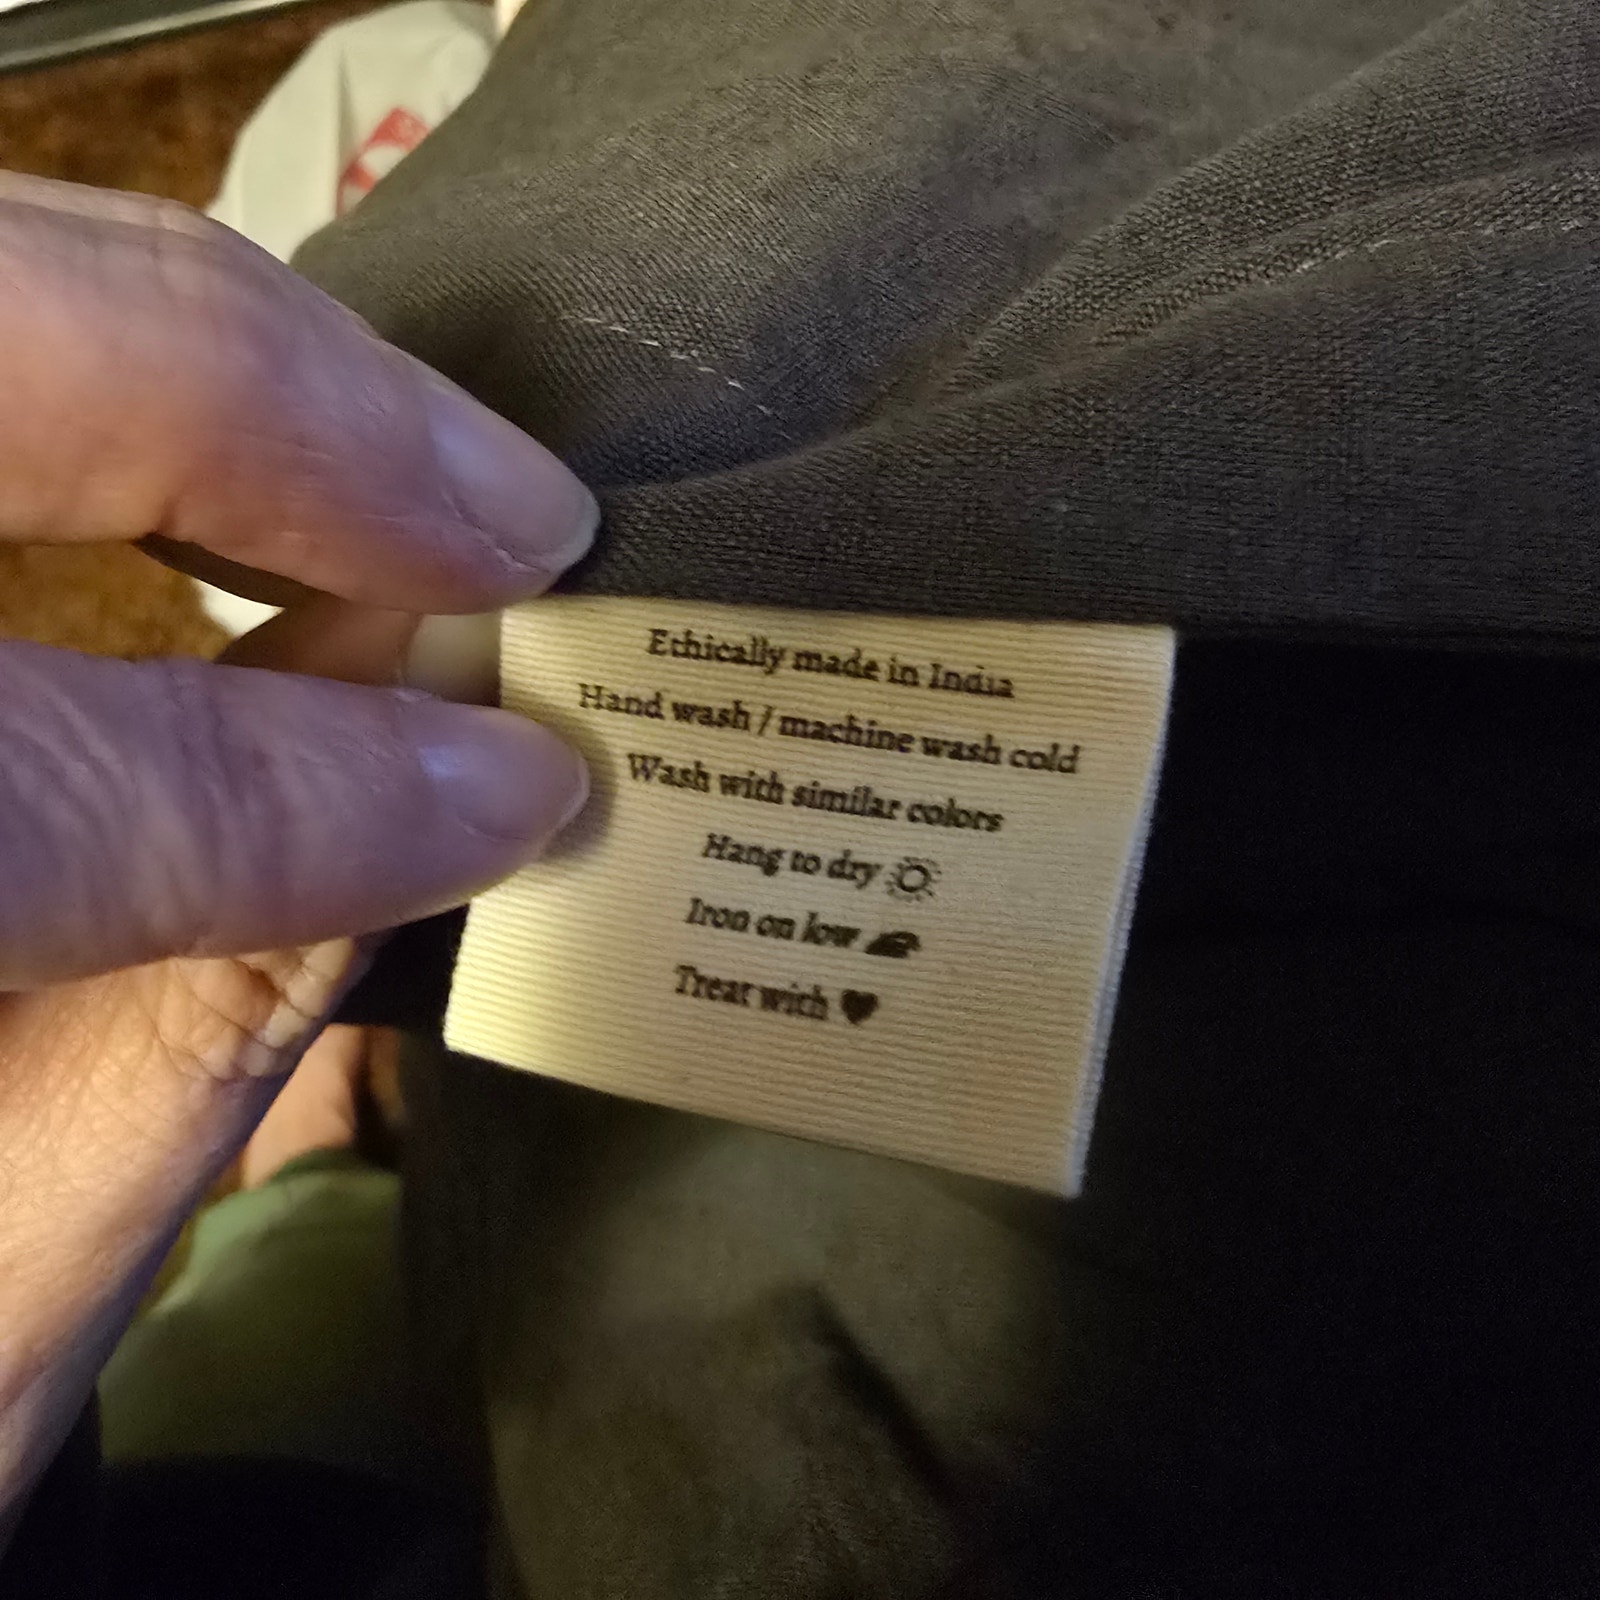 Ethically made in India
Hand wash / machine wash cold
Wash with similar colors
Hang to dry
Iron on low
Treat with ♥